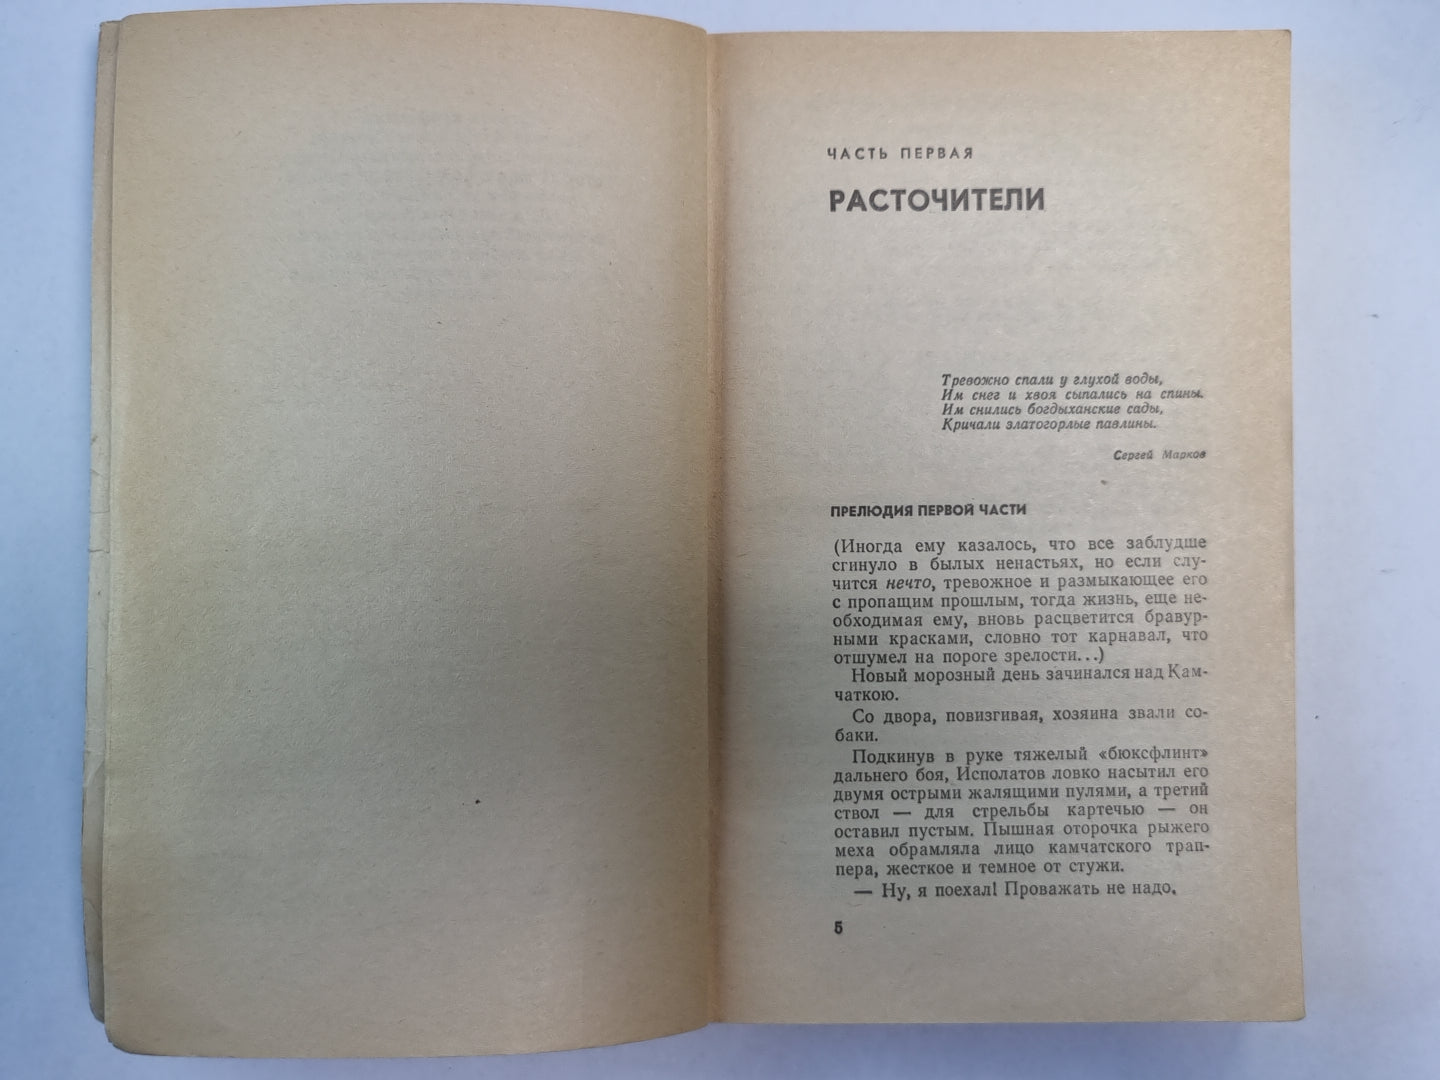 ЧАСТЬ ПЕРВАЯ
РАСТОЧИТЕЛИ
Тревожно спали у глухой воды,
Им снег и хвоя сыпались на спины.
Им снились богдыханские сады,
Кричали златогорлые павлины.
Сергей Марков
ПРЕЛЮДИЯ ПЕРВОЙ ЧАСТИ
(Иногда ему казалось, что все заблудшее
сгинуло в былых ненастьях, но если слу-
чится нечто, тревожное и размыкающее его
с пропащим прошлым, тогда жизнь, еще не-
обходимая ему, вновь расцветится бравур-
ными красками, словно тот карнавал, что
отшумел на пороге зрелости...)
Новый морозный день зачинался над Кам-
чаткою.
Со двора, повизгивая, хозяина звали со-
баки.
Подкинув в руке тяжелый «бюксфлинт»
дальнего боя, Исполатов ловко насытил его
двумя острыми жалящими пулями, а третий
ствол — для стрельбы картечью — он
оставил пустым. Пышная оторочка рыжего
меха обрамляла лицо камчатского трап-
пера, жесткое и темное от стужи.
— Ну, я поехал! Проважать не надо.
5